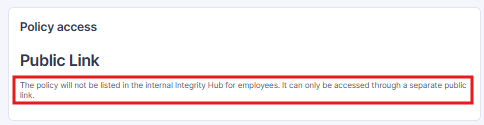 Policy access
Public Link
The policy will not be listed in the internal Integrity Hub for employees. It can only be accessed through a separate public
link.